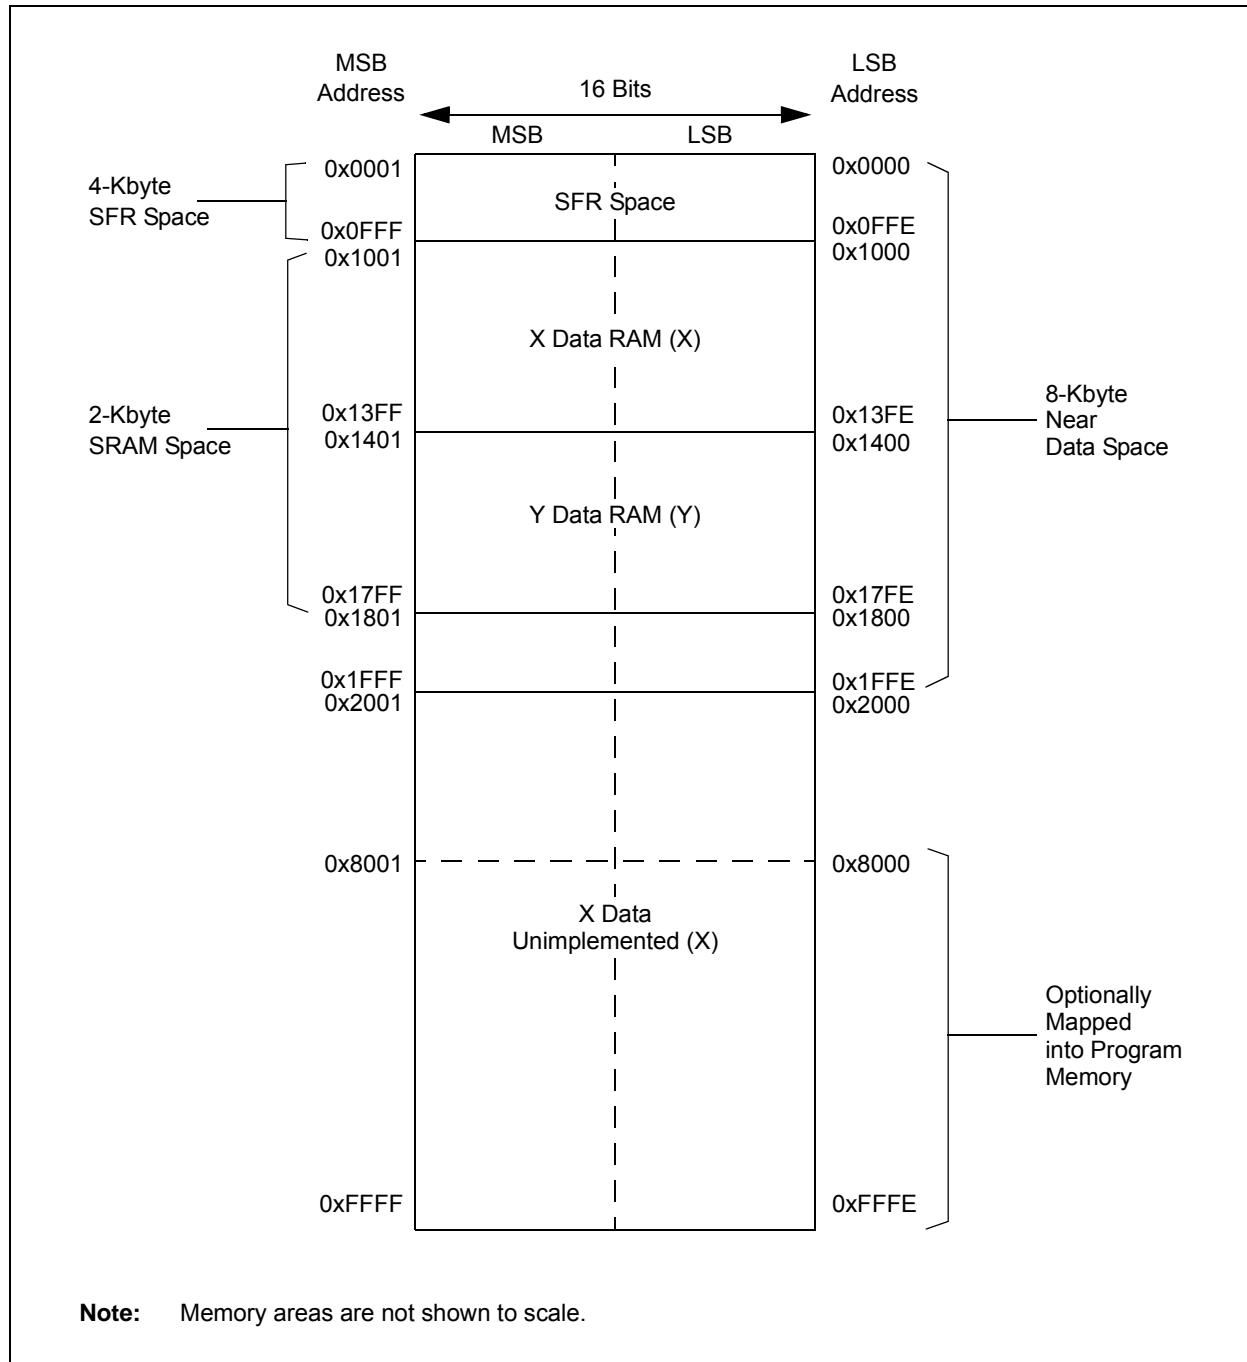 MSB
Address
16 Bits
LSB
Address
MSB
LSB
0x0001
0x0000
4-Kbyte
SFR Space
SFR Space
0x0FFF
0x0FFE
0x1001
0x1000
X Data RAM (X)
2-Kbyte
SRAM Space
0x13FF
0x13FE
0x1401
0x1400
8-Kbyte
Near
Data Space
Y Data RAM (Y)
0x17FF
0x17FE
0x1801
0x1800
0x1FFF
0x1FFE
0x2001
0x2000
0x8001
0x8000
X Data
Unimplemented (X)
Optionally
Mapped
into Program
Memory
0xFFFF
0xFFFE
Note: Memory areas are not shown to scale.